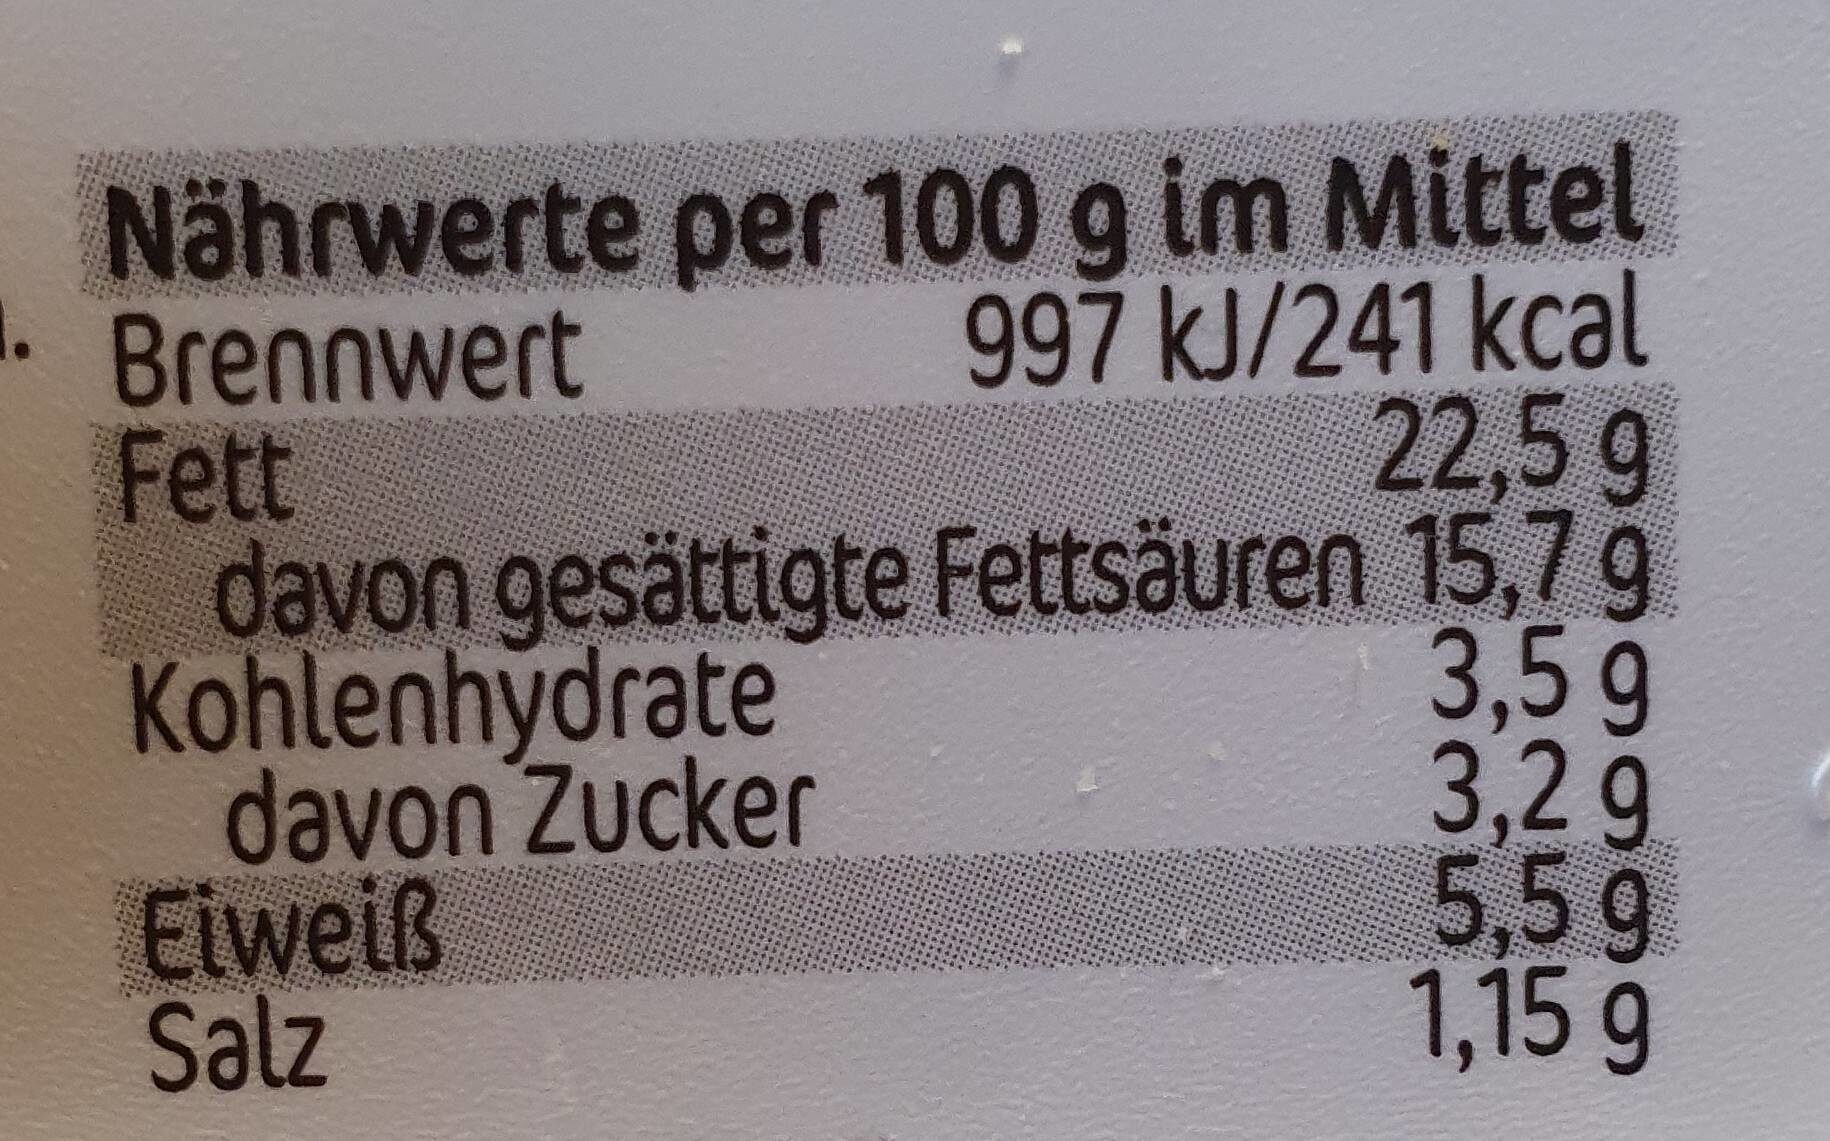 Nährwerte per 100 g im Mittel
Brennwert 997 kJ/241 kcal
Fett 22,5 g
davon gesättigte Fettsäuren 15,7 g
Kohlenhydrate 3,5 g
davon Zucker 3,2 g
Eiweiß 5,5 g
Salz 1,15 g